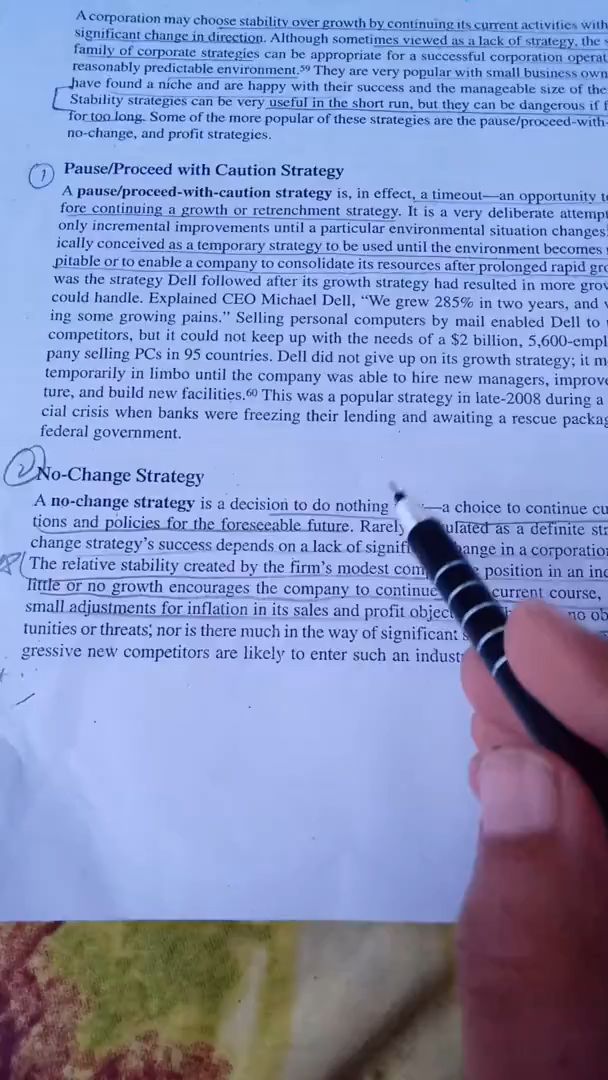 A corporation may choose stability over growth by continuing its current activities with
significant change in direction. Although sometimes viewed as a lack of strategy, the
family of corporate strategies can be appropriate for a successful corporation operat
reasonably predictable environment.59 They are very popular with small business own
have found a niche and are happy with their success and the manageable size of the
Stability strategies can be very useful in the short run, but they can be dangerous if f
for too long. Some of the more popular of these strategies are the pause/proceed-with-
no-change, and profit strategies.
1 Pause/Proceed with Caution Strategy
A pause/proceed-with-caution strategy is, in effect, a timeout—an opportunity t
fore continuing a growth or retrenchment strategy. It is a very deliberate attempt
only incremental improvements until a particular environmental situation changes.
ically conceived as a temporary strategy to be used until the environment becomes
pitable or to enable a company to consolidate its resources after prolonged rapid gro
was the strategy Dell followed after its growth strategy had resulted in more grow
could handle. Explained CEO Michael Dell, “We grew 285% in two years, and
ing some growing pains.” Selling personal computers by mail enabled Dell to
competitors, but it could not keep up with the needs of a $2 billion, 5,600-empl
pany selling PCs in 95 countries. Dell did not give up on its growth strategy; it m
temporarily in limbo until the company was able to hire new managers, improve
ture, and build new facilities.60 This was a popular strategy in late-2008 during a
cial crisis when banks were freezing their lending and awaiting a rescue packag
federal government.
2 No-Change Strategy
A no-change strategy is a decision to do nothing —a choice to continue cu
tions and policies for the foreseeable future. Rarely ulated as a definite str
change strategy’s success depends on a lack of signifi ange in a corporatio
The relative stability created by the firm’s modest com position in an ind
little or no growth encourages the company to continue current course,
small adjustments for inflation in its sales and profit objec no ob
tunities or threats, nor is there much in the way of significant s
gressive new competitors are likely to enter such an industr